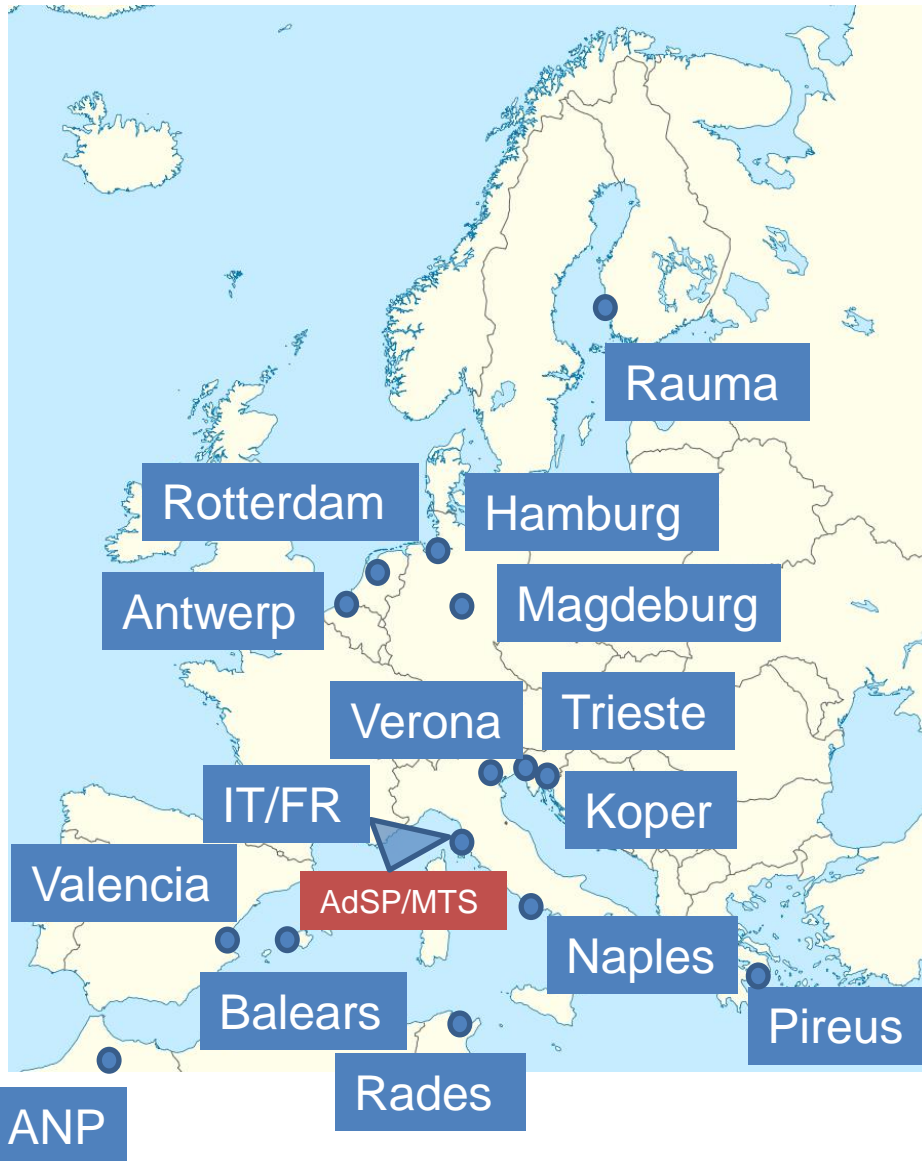 Rauma
Rotterdam
Hamburg
Antwerp
Magdeburg
Verona
Trieste
IT/FR
Koper
Valencia
AdSP/MTS
Naples
Balears
Pireus
Rades
ANP